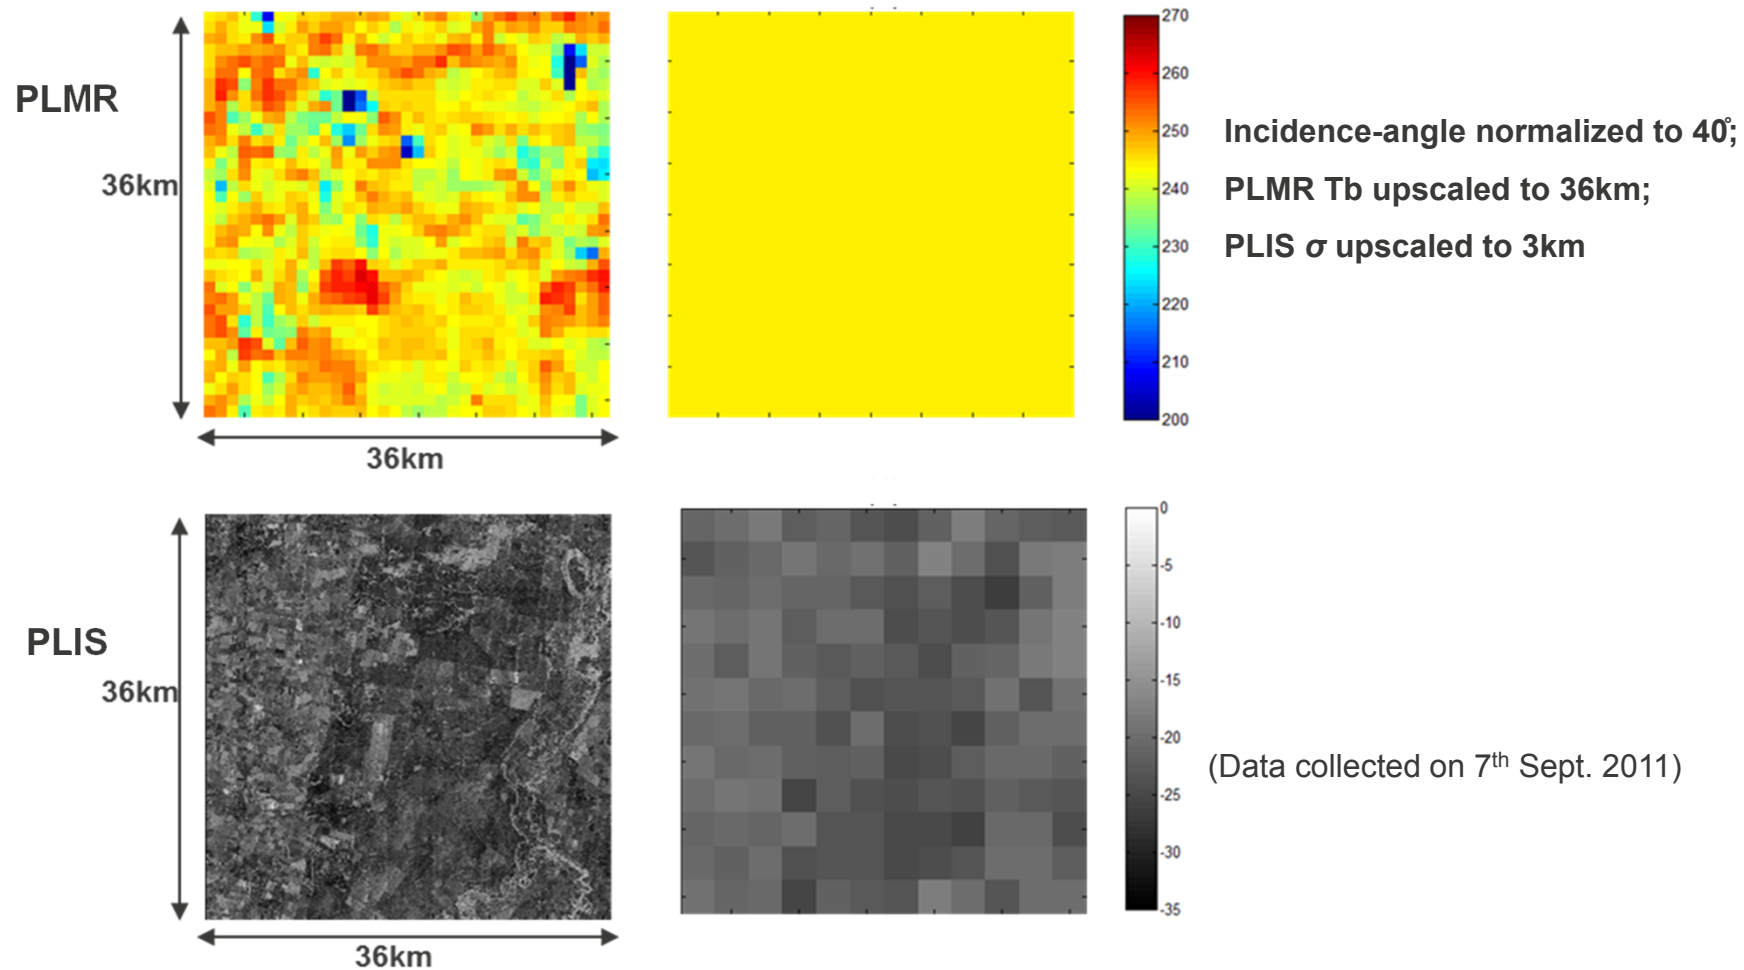 PLMR
36km
36km
270
260
250
240
230
220
210
200
Incidence-angle normalized to 40°;
PLMR Tb upscaled to 36km;
PLIS σ upscaled to 3km
PLIS
36km
36km
0
-5
-10
-15
-20
-25
-30
-35
(Data collected on 7th Sept. 2011)